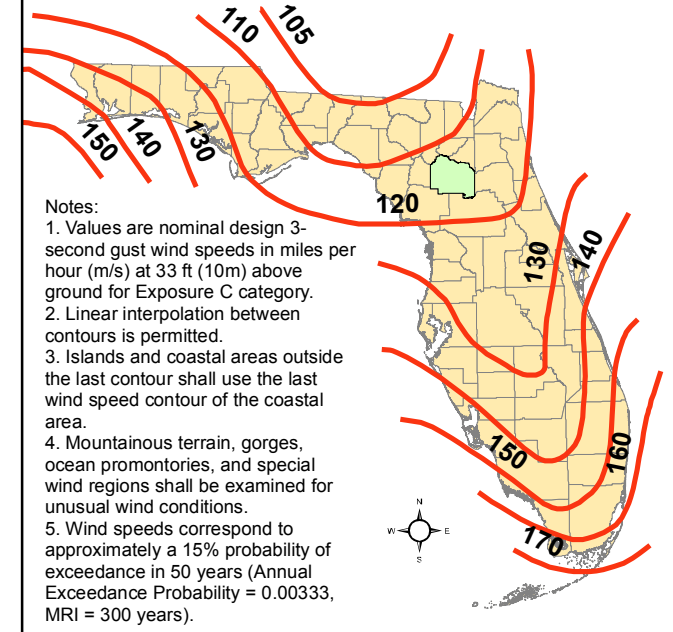 105
110
150
140
130
120
130
140
150
160
170
N
W E
S
Notes:
1. Values are nominal design 3-
second gust wind speeds in miles per
hour (m/s) at 33 ft (10m) above
ground for Exposure C category.
2. Linear interpolation between
contours is permitted.
3. Islands and coastal areas outside
the last contour shall use the last
wind speed contour of the coastal
area.
4. Mountainous terrain, gorges,
ocean promontories, and special
wind regions shall be examined for
unusual wind conditions.
5. Wind speeds correspond to
approximately a 15% probability of
exceedance in 50 years (Annual
Exceedance Probability = 0.00333,
MRI = 300 years).